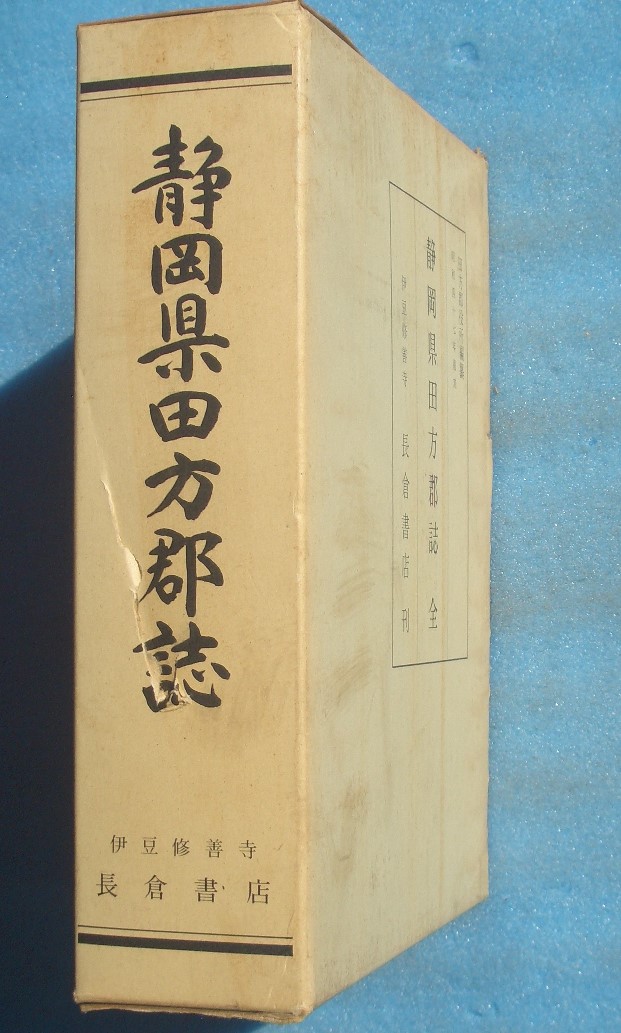 静岡県田方郡誌
伊豆修善寺
長倉書店
静岡県田方郡誌 全
伊豆修善寺 長倉書店刊